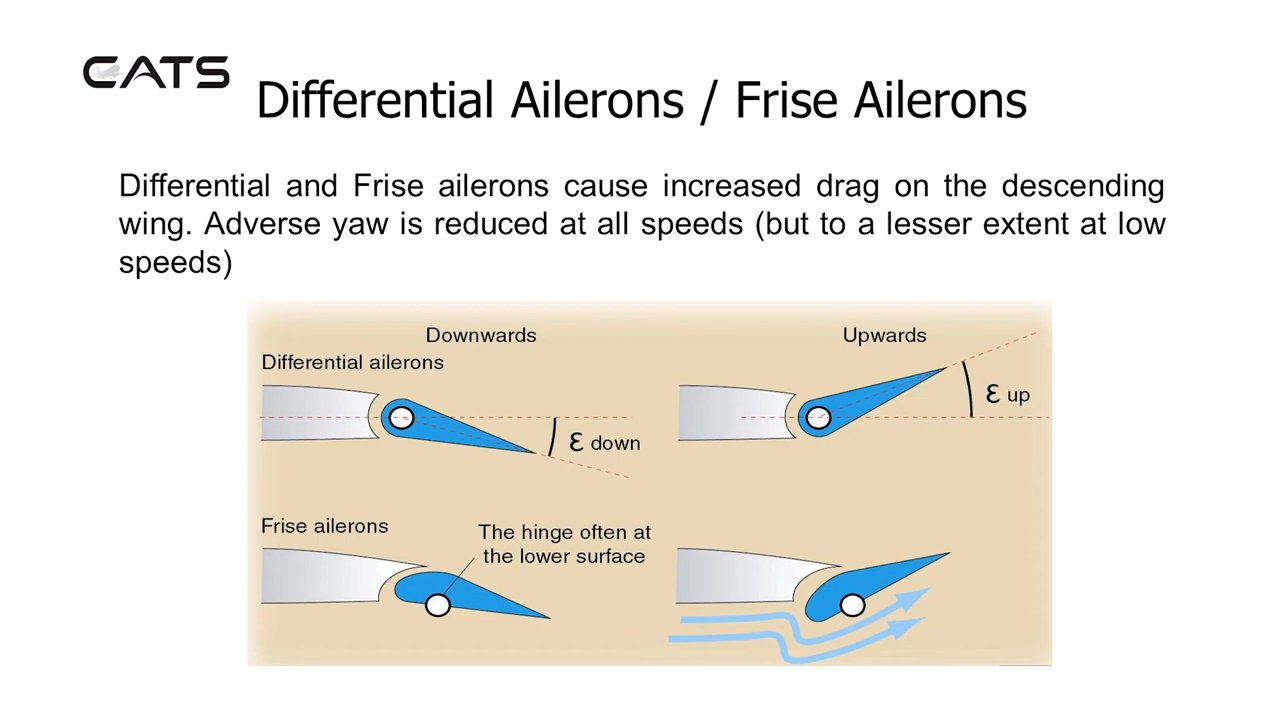 CATS
Differential Ailerons / Frise Ailerons
Differential and Frise ailerons cause increased drag on the descending
wing. Adverse yaw is reduced at all speeds (but to a lesser extent at low
speeds)
Downwards
Upwards
Differential ailerons
ε up
ε down
Frise ailerons
The hinge often at
the lower surface